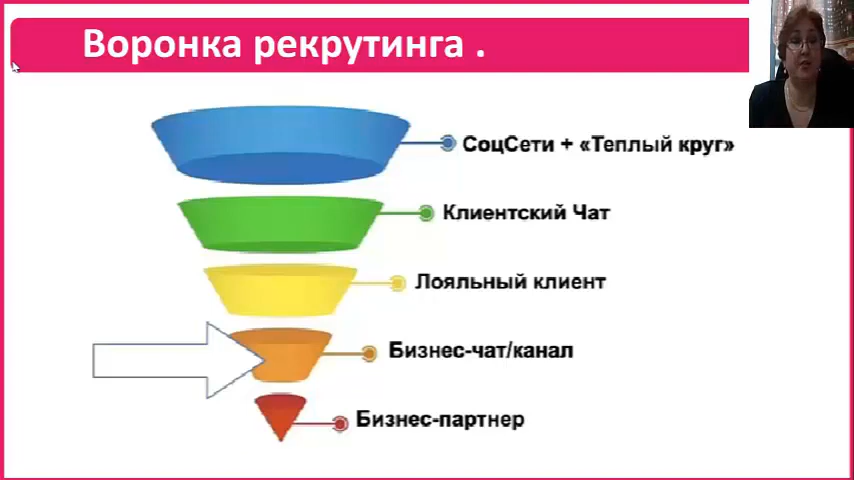 Воронка рекрутинга .
СоцСети + «Теплый круг»
Клиентский Чат
Лояльный клиент
Бизнес-чат/канал
Бизнес-партнер